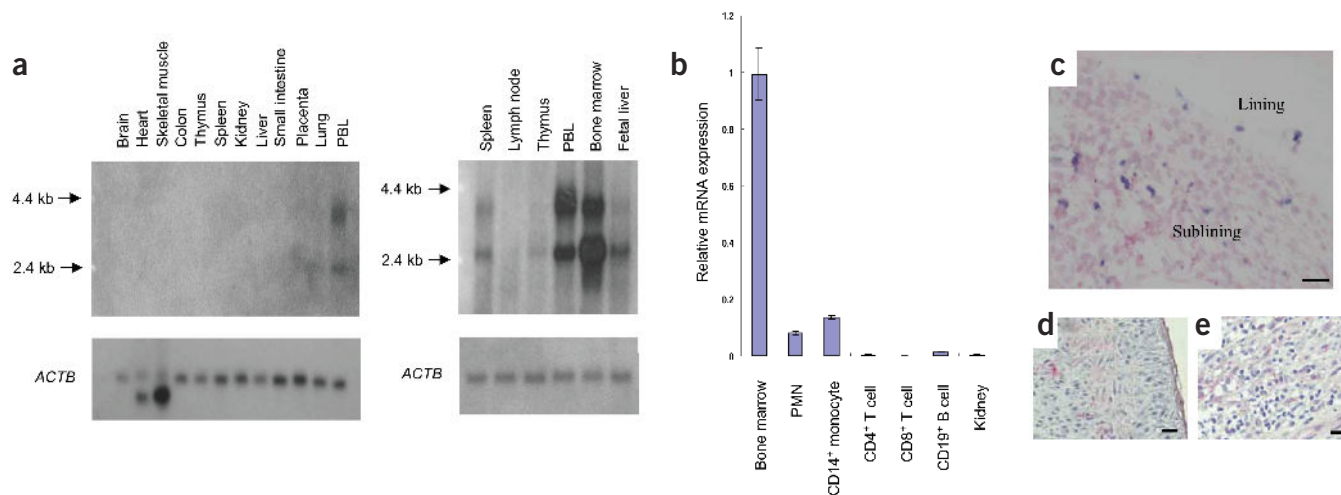 a
Brain
Heart
Skeletal muscle
Colon
Thymus
Spleen
Kidney
Liver
Small intestine
Placenta
Lung
PBL
4.4 kb
2.4 kb
ACTB
Spleen
Lymph node
Thymus
PBL
Bone marrow
Fetal liver
4.4 kb
2.4 kb
ACTB
b
Relative mRNA expression
1.2
1
0.8
0.6
0.4
0.2
0
Bone marrow
PMN
CD14+ monocyte
CD4+ T cell
CD8+ T cell
CD19+ B cell
Kidney
c
Lining
Sublining
d
e